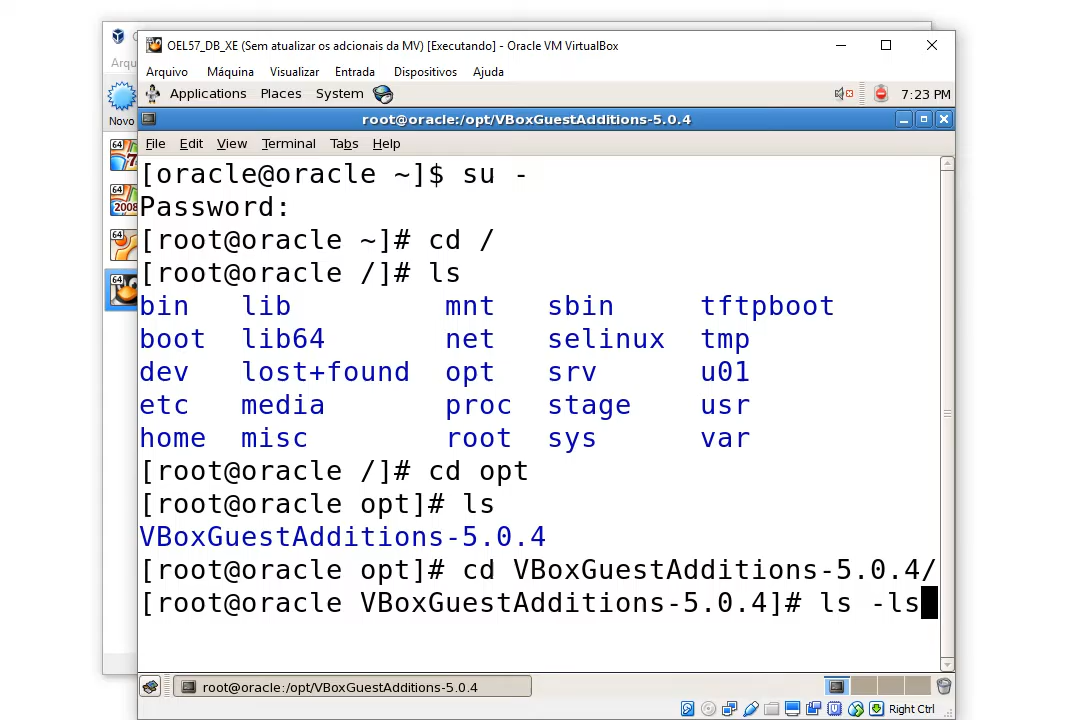 OEL57_DB_XE (Sem atualizar os adcionais da MV) [Executando] - Oracle VM VirtualBox
Arqu
Arquivo Máquina Visualizar Entrada Dispositivos Ajuda
Applications Places System 7:23 PM
Novo
root@oracle:/opt/VBoxGuestAdditions-5.0.4
File Edit View Terminal Tabs Help
[oracle@oracle ~]$ su -
Password:
[root@oracle ~]# cd /
[root@oracle /]# ls
bin lib mnt sbin tftpboot
boot lib64 net selinux tmp
dev lost+found opt srv u01
etc media proc stage usr
home misc root sys var
[root@oracle /]# cd opt
[root@oracle opt]# ls
VBoxGuestAdditions-5.0.4
[root@oracle opt]# cd VBoxGuestAdditions-5.0.4/
[root@oracle VBoxGuestAdditions-5.0.4]# ls -ls
root@oracle:/opt/VBoxGuestAdditions-5.0.4
Right Ctrl